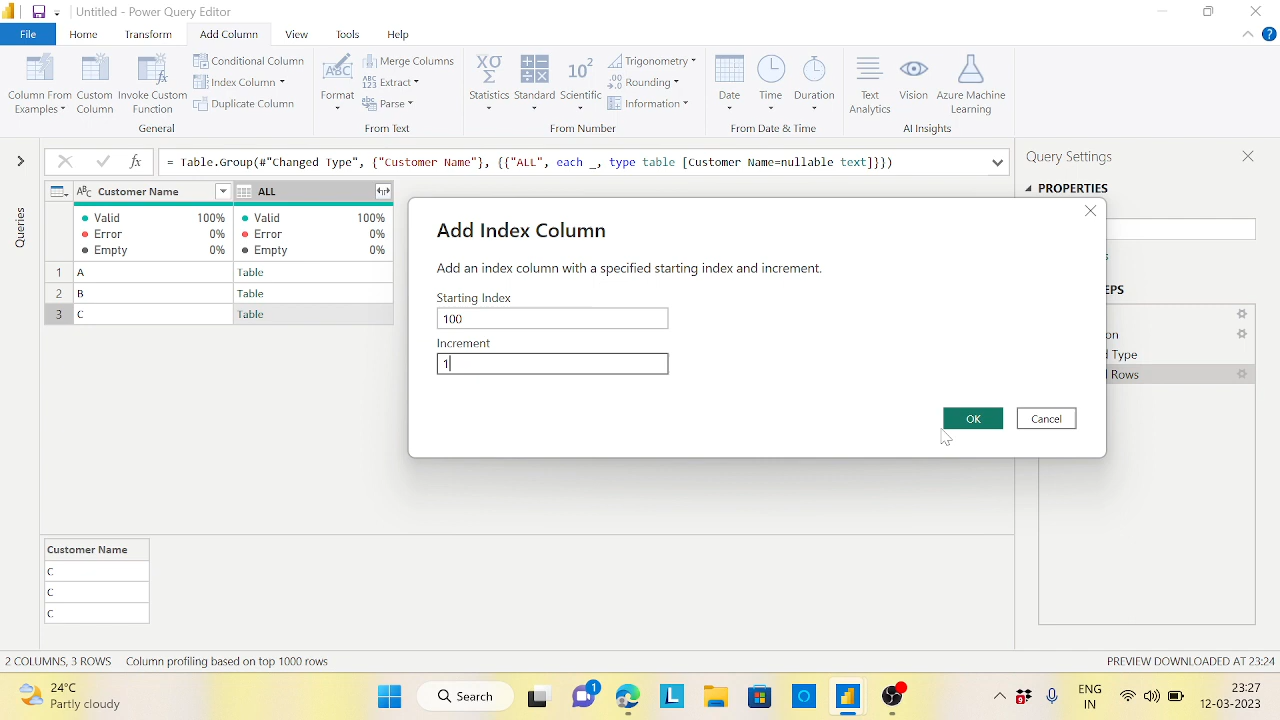 Untitled - Power Query Editor
File Home Transform Add Column View Tools Help
Column From Examples
Custom Column
Invoke Custom Function
Conditional Column
Index Column
Duplicate Column
General
Format
Merge Columns
Extract
Parse
From Text
Statistics
Standard
Scientific
Trigonometry
Rounding
Information
From Number
Date
Time
Duration
From Date & Time
Text Analytics
Vision
Azure Machine Learning
AI Insights
= Table.Group(#"Changed Type", {"Customer Name"}, {{"ALL", each _, type table [Customer Name=nullable text]}})
Queries
Customer Name ALL
Valid 100% Valid 100%
Error 0% Error 0%
Empty 0% Empty 0%
1 A Table
2 B Table
3 C Table
Add Index Column
Add an index column with a specified starting index and increment.
Starting Index
100
Increment
1
OK Cancel
Query Settings
PROPERTIES
Rows
Customer Name
C
C
C
2 COLUMNS, 3 ROWS Column profiling based on top 1000 rows
PREVIEW DOWNLOADED AT 23:24
24°C
Partly cloudy
Search
1
ENG
IN
23:27
12-03-2023